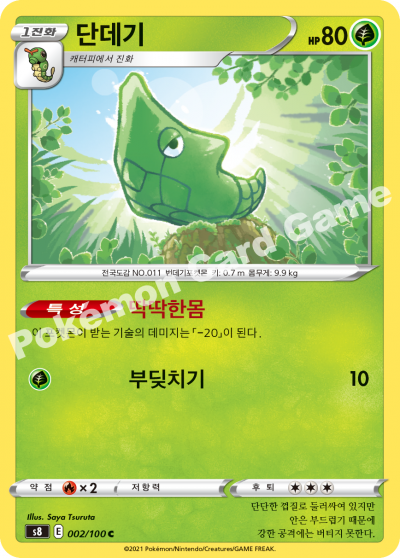 1진화 단데기 HP 80
캐터피에서 진화
전국도감 NO.011 번데기포켓몬 키: 0.7 m 몸무게: 9.9 kg
특성 딱딱한몸
이 포켓몬이 받는 기술의 데미지는 「-20」이 된다.
부딪치기 10
약점 ×2 저항력 후퇴
Illus. Saya Tsuruta
s8 E 002/100 C
단단한 껍질로 둘러싸여 있지만
안은 부드럽기 때문에
강한 공격에는 버티지 못한다.
©2021 Pokémon/Nintendo/Creatures/GAME FREAK.
Pokémon Card Game